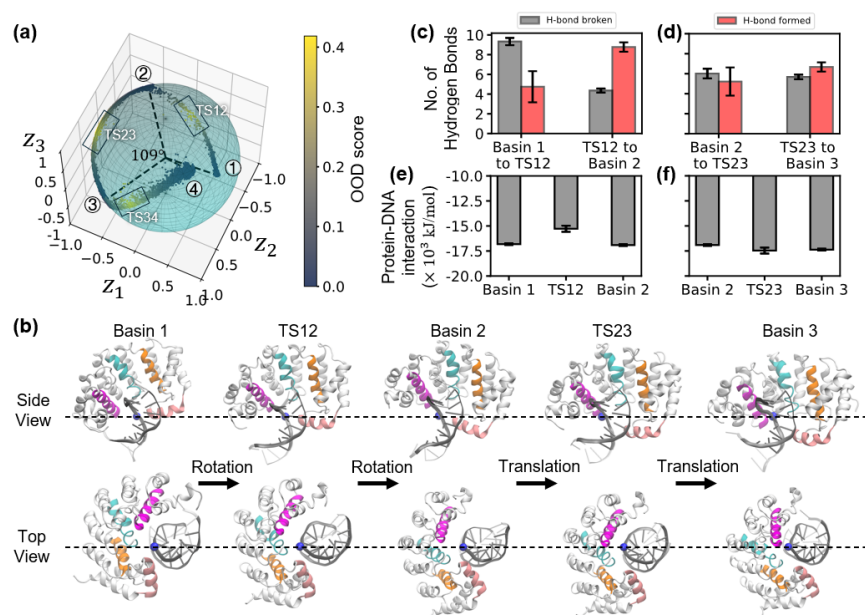 (a)
②
TS12
TS23
109°
①
④
③
TS34
Z3
1
0.5
0
-0.5
-1.0
-1.0
-0.5
0.0
0.5
1.0
Z1
-1.0
-0.5
0.0
0.5
1.0
Z2
0.4
0.3
0.2
0.1
0.0
OOD score
H-bond broken
H-bond formed
(c)
(d)
No. of
Hydrogen Bonds
12
10
8
6
4
2
0
Basin 1
to TS12
TS12 to
Basin 2
Basin 2
to TS23
TS23 to
Basin 3
(e)
(f)
Protein-DNA
interaction
(× 10³ kJ/mol)
-10.0
-12.5
-15.0
-17.5
-20.0
Basin 1 TS12 Basin 2
Basin 2 TS23 Basin 3
(b)
Basin 1 TS12 Basin 2 TS23 Basin 3
Side
View
Rotation Rotation Translation Translation
Top
View